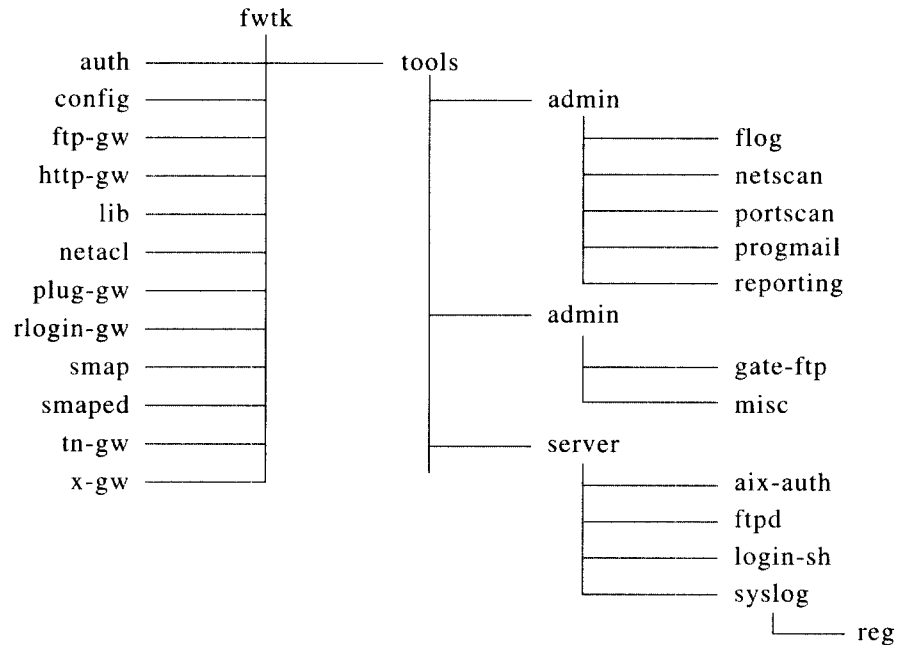 fwtk
auth
tools
config
admin
ftp-gw
flog
http-gw
netscan
lib
portscan
netacl
progmail
plug-gw
reporting
rlogin-gw
admin
smap
gate-ftp
smaped
misc
tn-gw
server
x-gw
aix-auth
ftpd
login-sh
syslog
reg